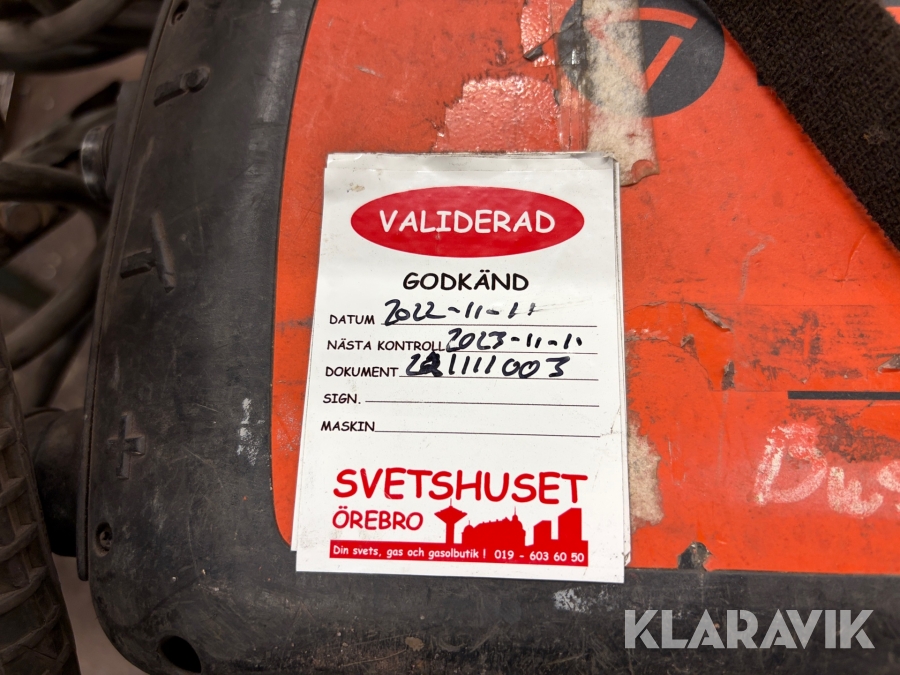 VALIDERAD
GODKÄND
DATUM 2022-11-11
NÄSTA KONTROLL 2023-11-11
DOKUMENT 221111003
SIGN.
MASKIN
SVETSHUSET
ÖREBRO
Din svets, gas och gasolbutik ! 019 - 603 60 50
KLARAVIK